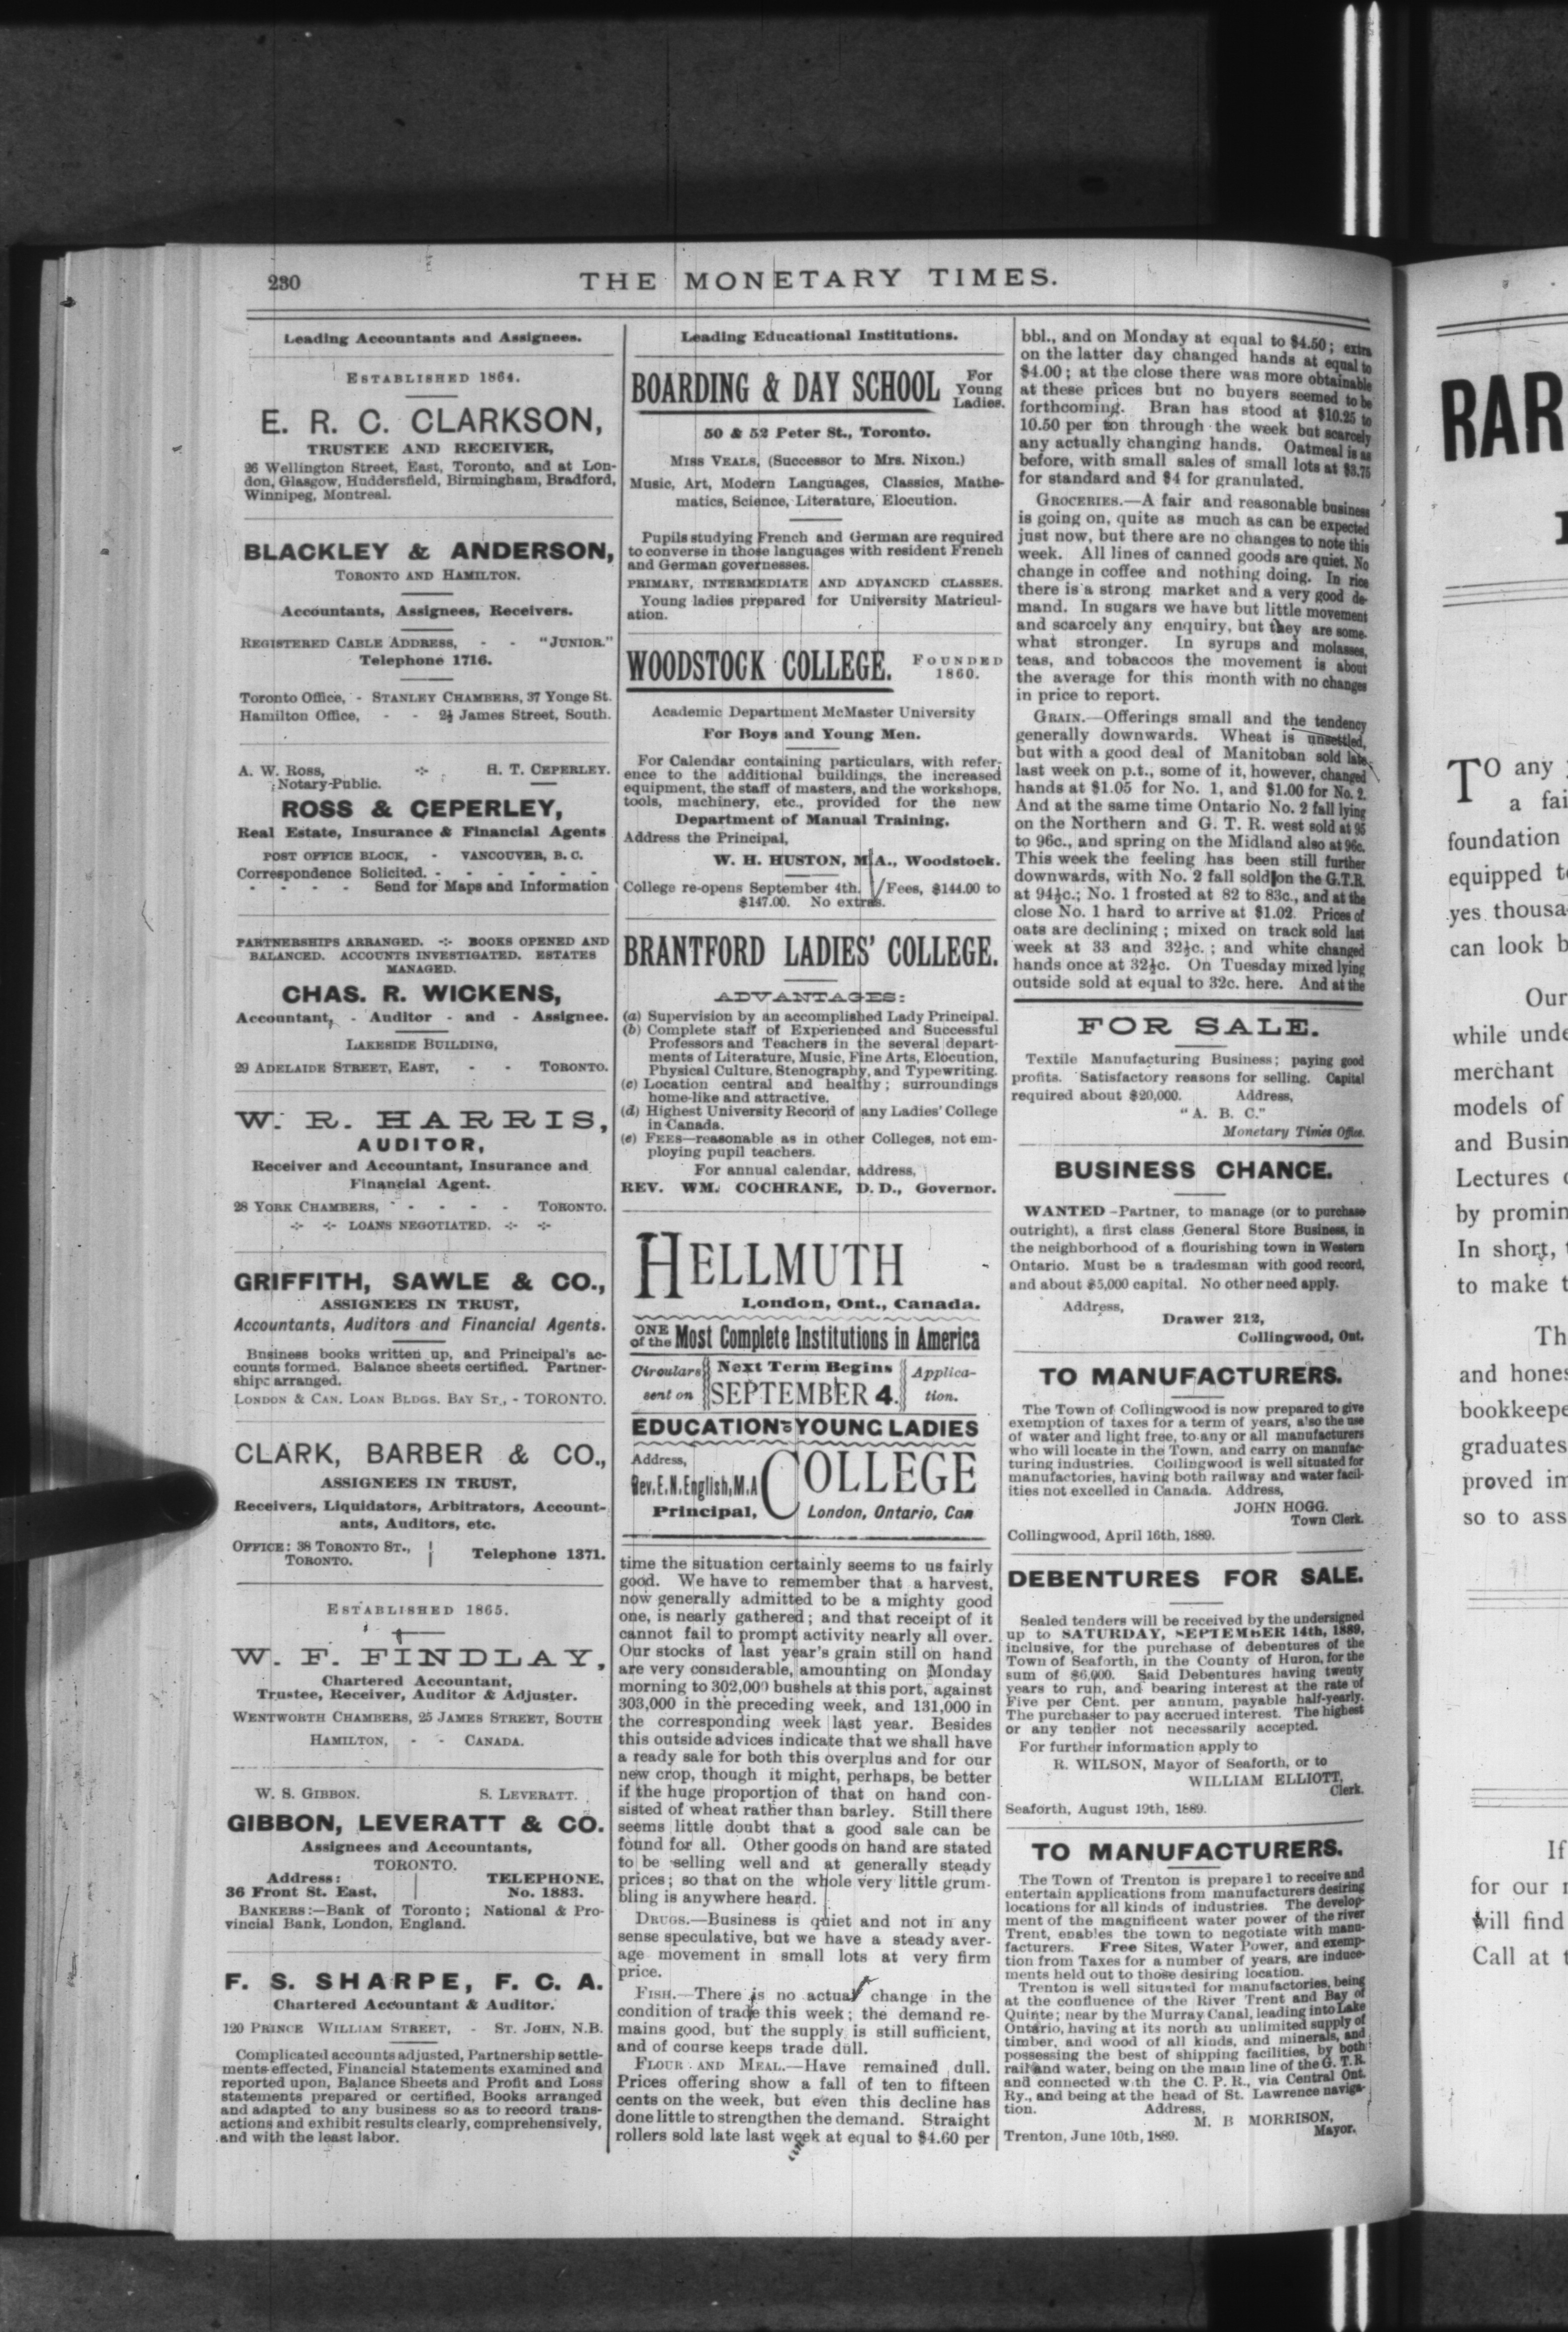 230
THE MONETARY TIMES.
Leading Accountants and Assignees.
ESTABLISHED 1864.
E. R. C. CLARKSON,
TRUSTEE AND RECEIVER,
26 Wellington Street, East, Toronto, and at Lon-
don, Glasgow, Huddersfield, Birmingham, Bradford,
Winnipeg, Montreal.
BLACKLEY & ANDERSON,
TORONTO AND HAMILTON.
Accountants, Assignees, Receivers.
REGISTERED CABLE ADDRESS, - - "JUNIOR."
Telephone 1716.
Toronto Office, - STANLEY CHAMBERS, 37 Yonge St.
Hamilton Office, - - 2½ James Street, South.
A. W. ROSS, H. T. CEPERLEY.
Notary-Public.
ROSS & CEPERLEY,
Real Estate, Insurance & Financial Agents
POST OFFICE BLOCK, - VANCOUVER, B. C.
Correspondence Solicited. - - - - - -
- - - - Send for Maps and Information
PARTNERSHIPS ARRANGED. BOOKS OPENED AND
BALANCED. ACCOUNTS INVESTIGATED. ESTATES
MANAGED.
CHAS. R. WICKENS,
Accountant, - Auditor - and - Assignee.
LAKESIDE BUILDING,
29 ADELAIDE STREET, EAST, - - TORONTO.
W. R. HARRIS,
AUDITOR,
Receiver and Accountant, Insurance and
Financial Agent.
28 YORK CHAMBERS, - - - - - TORONTO.
LOANS NEGOTIATED.
GRIFFITH, SAWLE & CO.,
ASSIGNEES IN TRUST,
Accountants, Auditors and Financial Agents.
Business books written up, and Principal's ac-
counts formed. Balance sheets certified. Partner-
ships arranged.
LONDON & CAN. LOAN BLDGS. BAY ST., - TORONTO.
CLARK, BARBER & CO.,
ASSIGNEES IN TRUST,
Receivers, Liquidators, Arbitrators, Account-
ants, Auditors, etc.
OFFICE: 38 TORONTO ST., Telephone 1371.
TORONTO.
ESTABLISHED 1865.
W. F. FINDLAY,
Chartered Accountant,
Trustee, Receiver, Auditor & Adjuster.
WENTWORTH CHAMBERS, 25 JAMES STREET, SOUTH
HAMILTON, - - CANADA.
W. S. GIBBON. S. LEVERATT.
GIBBON, LEVERATT & CO.
Assignees and Accountants,
TORONTO.
Address: TELEPHONE,
36 Front St. East, No. 1883.
BANKERS:—Bank of Toronto; National & Pro-
vincial Bank, London, England.
F. S. SHARPE, F. C. A.
Chartered Accountant & Auditor.
120 PRINCE WILLIAM STREET, - ST. JOHN, N.B.
Complicated accounts adjusted, Partnership settle-
ments effected, Financial Statements examined and
reported upon, Balance Sheets and Profit and Loss
statements prepared or certified, Books arranged
and adapted to any business so as to record trans-
actions and exhibit results clearly, comprehensively,
and with the least labor.
Leading Educational Institutions.
BOARDING & DAY SCHOOL For Young Ladies.
50 & 52 Peter St., Toronto.
MISS VEALS, (Successor to Mrs. Nixon.)
Music, Art, Modern Languages, Classics, Mathe-
matics, Science, Literature, Elocution.
Pupils studying French and German are required
to converse in those languages with resident French
and German governesses.
PRIMARY, INTERMEDIATE AND ADVANCED CLASSES.
Young ladies prepared for University Matricul-
ation.
WOODSTOCK COLLEGE. FOUNDED 1860.
Academic Department McMaster University
For Boys and Young Men.
For Calendar containing particulars, with refer-
ence to the additional buildings, the increased
equipment, the staff of masters, and the workshops,
tools, machinery, etc., provided for the new
Department of Manual Training,
Address the Principal,
W. H. HUSTON, M.A., Woodstock.
College re-opens September 4th. Fees, $144.00 to
$147.00. No extras.
BRANTFORD LADIES' COLLEGE.
ADVANTAGES:
(a) Supervision by an accomplished Lady Principal.
(b) Complete staff of Experienced and Successful
Professors and Teachers in the several depart-
ments of Literature, Music, Fine Arts, Elocution,
Physical Culture, Stenography, and Typewriting.
(c) Location central and healthy; surroundings
home-like and attractive.
(d) Highest University Record of any Ladies' College
in Canada.
(e) FEES—reasonable as in other Colleges, not em-
ploying pupil teachers.
For annual calendar, address,
REV. WM. COCHRANE, D. D., Governor.
HELLMUTH
London, Ont., Canada.
ONE of the Most Complete Institutions in America
Circulars sent on Next Term Begins SEPTEMBER 4. Application.
EDUCATION to YOUNG LADIES
Address,
Rev. E. N. English, M.A
Principal,
COLLEGE
London, Ontario, Can
time the situation certainly seems to us fairly
good. We have to remember that a harvest,
now generally admitted to be a mighty good
one, is nearly gathered; and that receipt of it
cannot fail to prompt activity nearly all over.
Our stocks of last year's grain still on hand
are very considerable, amounting on Monday
morning to 302,000 bushels at this port, against
303,000 in the preceding week, and 131,000 in
the corresponding week last year. Besides
this outside advices indicate that we shall have
a ready sale for both this overplus and for our
new crop, though it might, perhaps, be better
if the huge proportion of that on hand con-
sisted of wheat rather than barley. Still there
seems little doubt that a good sale can be
found for all. Other goods on hand are stated
to be selling well and at generally steady
prices; so that on the whole very little grum-
bling is anywhere heard.
DRUGS.—Business is quiet and not in any
sense speculative, but we have a steady aver-
age movement in small lots at very firm
price.
FISH.—There is no actual change in the
condition of trade this week; the demand re-
mains good, but the supply is still sufficient,
and of course keeps trade dull.
FLOUR AND MEAL.—Have remained dull.
Prices offering show a fall of ten to fifteen
cents on the week, but even this decline has
done little to strengthen the demand. Straight
rollers sold late last week at equal to $4.60 per
bbl., and on Monday at equal to $4.50; extra
on the latter day changed hands at equal to
$4.00; at the close there was more obtainable
at these prices but no buyers seemed to be
forthcoming. Bran has stood at $10.25 to
10.50 per ton through the week but scarcely
any actually changing hands. Oatmeal is as
before, with small sales of small lots at $3.75
for standard and $4 for granulated.
GROCERIES.—A fair and reasonable business
is going on, quite as much as can be expected
just now, but there are no changes to note this
week. All lines of canned goods are quiet. No
change in coffee and nothing doing. In rice
there is a strong market and a very good de-
mand. In sugars we have but little movement
and scarcely any enquiry, but they are some-
what stronger. In syrups and molasses,
teas, and tobaccos the movement is about
the average for this month with no changes
in price to report.
GRAIN.—Offerings small and the tendency
generally downwards. Wheat is unsettled,
but with a good deal of Manitoban sold late
last week on p.t., some of it, however, changed
hands at $1.05 for No. 1, and $1.00 for No. 2.
And at the same time Ontario No. 2 fall lying
on the Northern and G. T. R. west sold at 95
to 96c., and spring on the Midland also at 96c.
This week the feeling has been still further
downwards, with No. 2 fall sold on the G.T.R.
at 94½c.; No. 1 frosted at 82 to 83c., and at the
close No. 1 hard to arrive at $1.02. Prices of
oats are declining; mixed on track sold last
week at 33 and 32½c.; and white changed
hands once at 32½c. On Tuesday mixed lying
outside sold at equal to 32c. here. And at the
FOR SALE.
Textile Manufacturing Business; paying good
profits. Satisfactory reasons for selling. Capital
required about $20,000. Address,
"A. B. C."
Monetary Times Office.
BUSINESS CHANCE.
WANTED—Partner, to manage (or to purchase
outright), a first class General Store Business, in
the neighborhood of a flourishing town in Western
Ontario. Must be a tradesman with good record,
and about $5,000 capital. No other need apply.
Address,
Drawer 212,
Collingwood, Ont.
TO MANUFACTURERS.
The Town of Collingwood is now prepared to give
exemption of taxes for a term of years, also the use
of water and light free, to any or all manufacturers
who will locate in the Town, and carry on manufac-
turing industries. Collingwood is well situated for
manufactories, having both railway and water facil-
ities not excelled in Canada. Address,
JOHN HOGG.
Town Clerk.
Collingwood, April 16th, 1889.
DEBENTURES FOR SALE.
Sealed tenders will be received by the undersigned
up to SATURDAY, SEPTEMBER 14th, 1889,
inclusive, for the purchase of debentures of the
Town of Seaforth, in the County of Huron, for the
sum of $6,000. Said Debentures having twenty
years to run, and bearing interest at the rate of
Five per Cent. per annum, payable half-yearly.
The purchaser to pay accrued interest. The highest
or any tender not necessarily accepted.
For further information apply to
R. WILSON, Mayor of Seaforth, or to
WILLIAM ELLIOTT,
Clerk.
Seaforth, August 19th, 1889.
TO MANUFACTURERS.
The Town of Trenton is prepared to receive and
entertain applications from manufacturers desiring
locations for all kinds of industries. The develop-
ment of the magnificent water power of the river
Trent, enables the town to negotiate with manu-
facturers. Free Sites, Water Power, and exemp-
tion from Taxes for a number of years, are induce-
ments held out to those desiring location.
Trenton is well situated for manufactories, being
at the confluence of the River Trent and Bay of
Quinte; near by the Murray Canal, leading into Lake
Ontario, having at its north an unlimited supply of
timber, and wood of all kinds, and minerals, and
possessing the best of shipping facilities, by both
rail and water, being on the main line of the G. T. R.
and connected with the C. P. R., via Central Ont.
Ry., and being at the head of St. Lawrence naviga-
tion. Address,
M. B MORRISON,
Mayor.
Trenton, June 10th, 1889.
BAR
TO any
a fai
foundation
equipped t
yes thousa
can look b
Our
while unde
merchant
models of
and Busin
Lectures
by promin
In short,
to make t
Th
and hones
bookkeepe
graduates
proved im
so to ass
If
for our
will find
Call at t